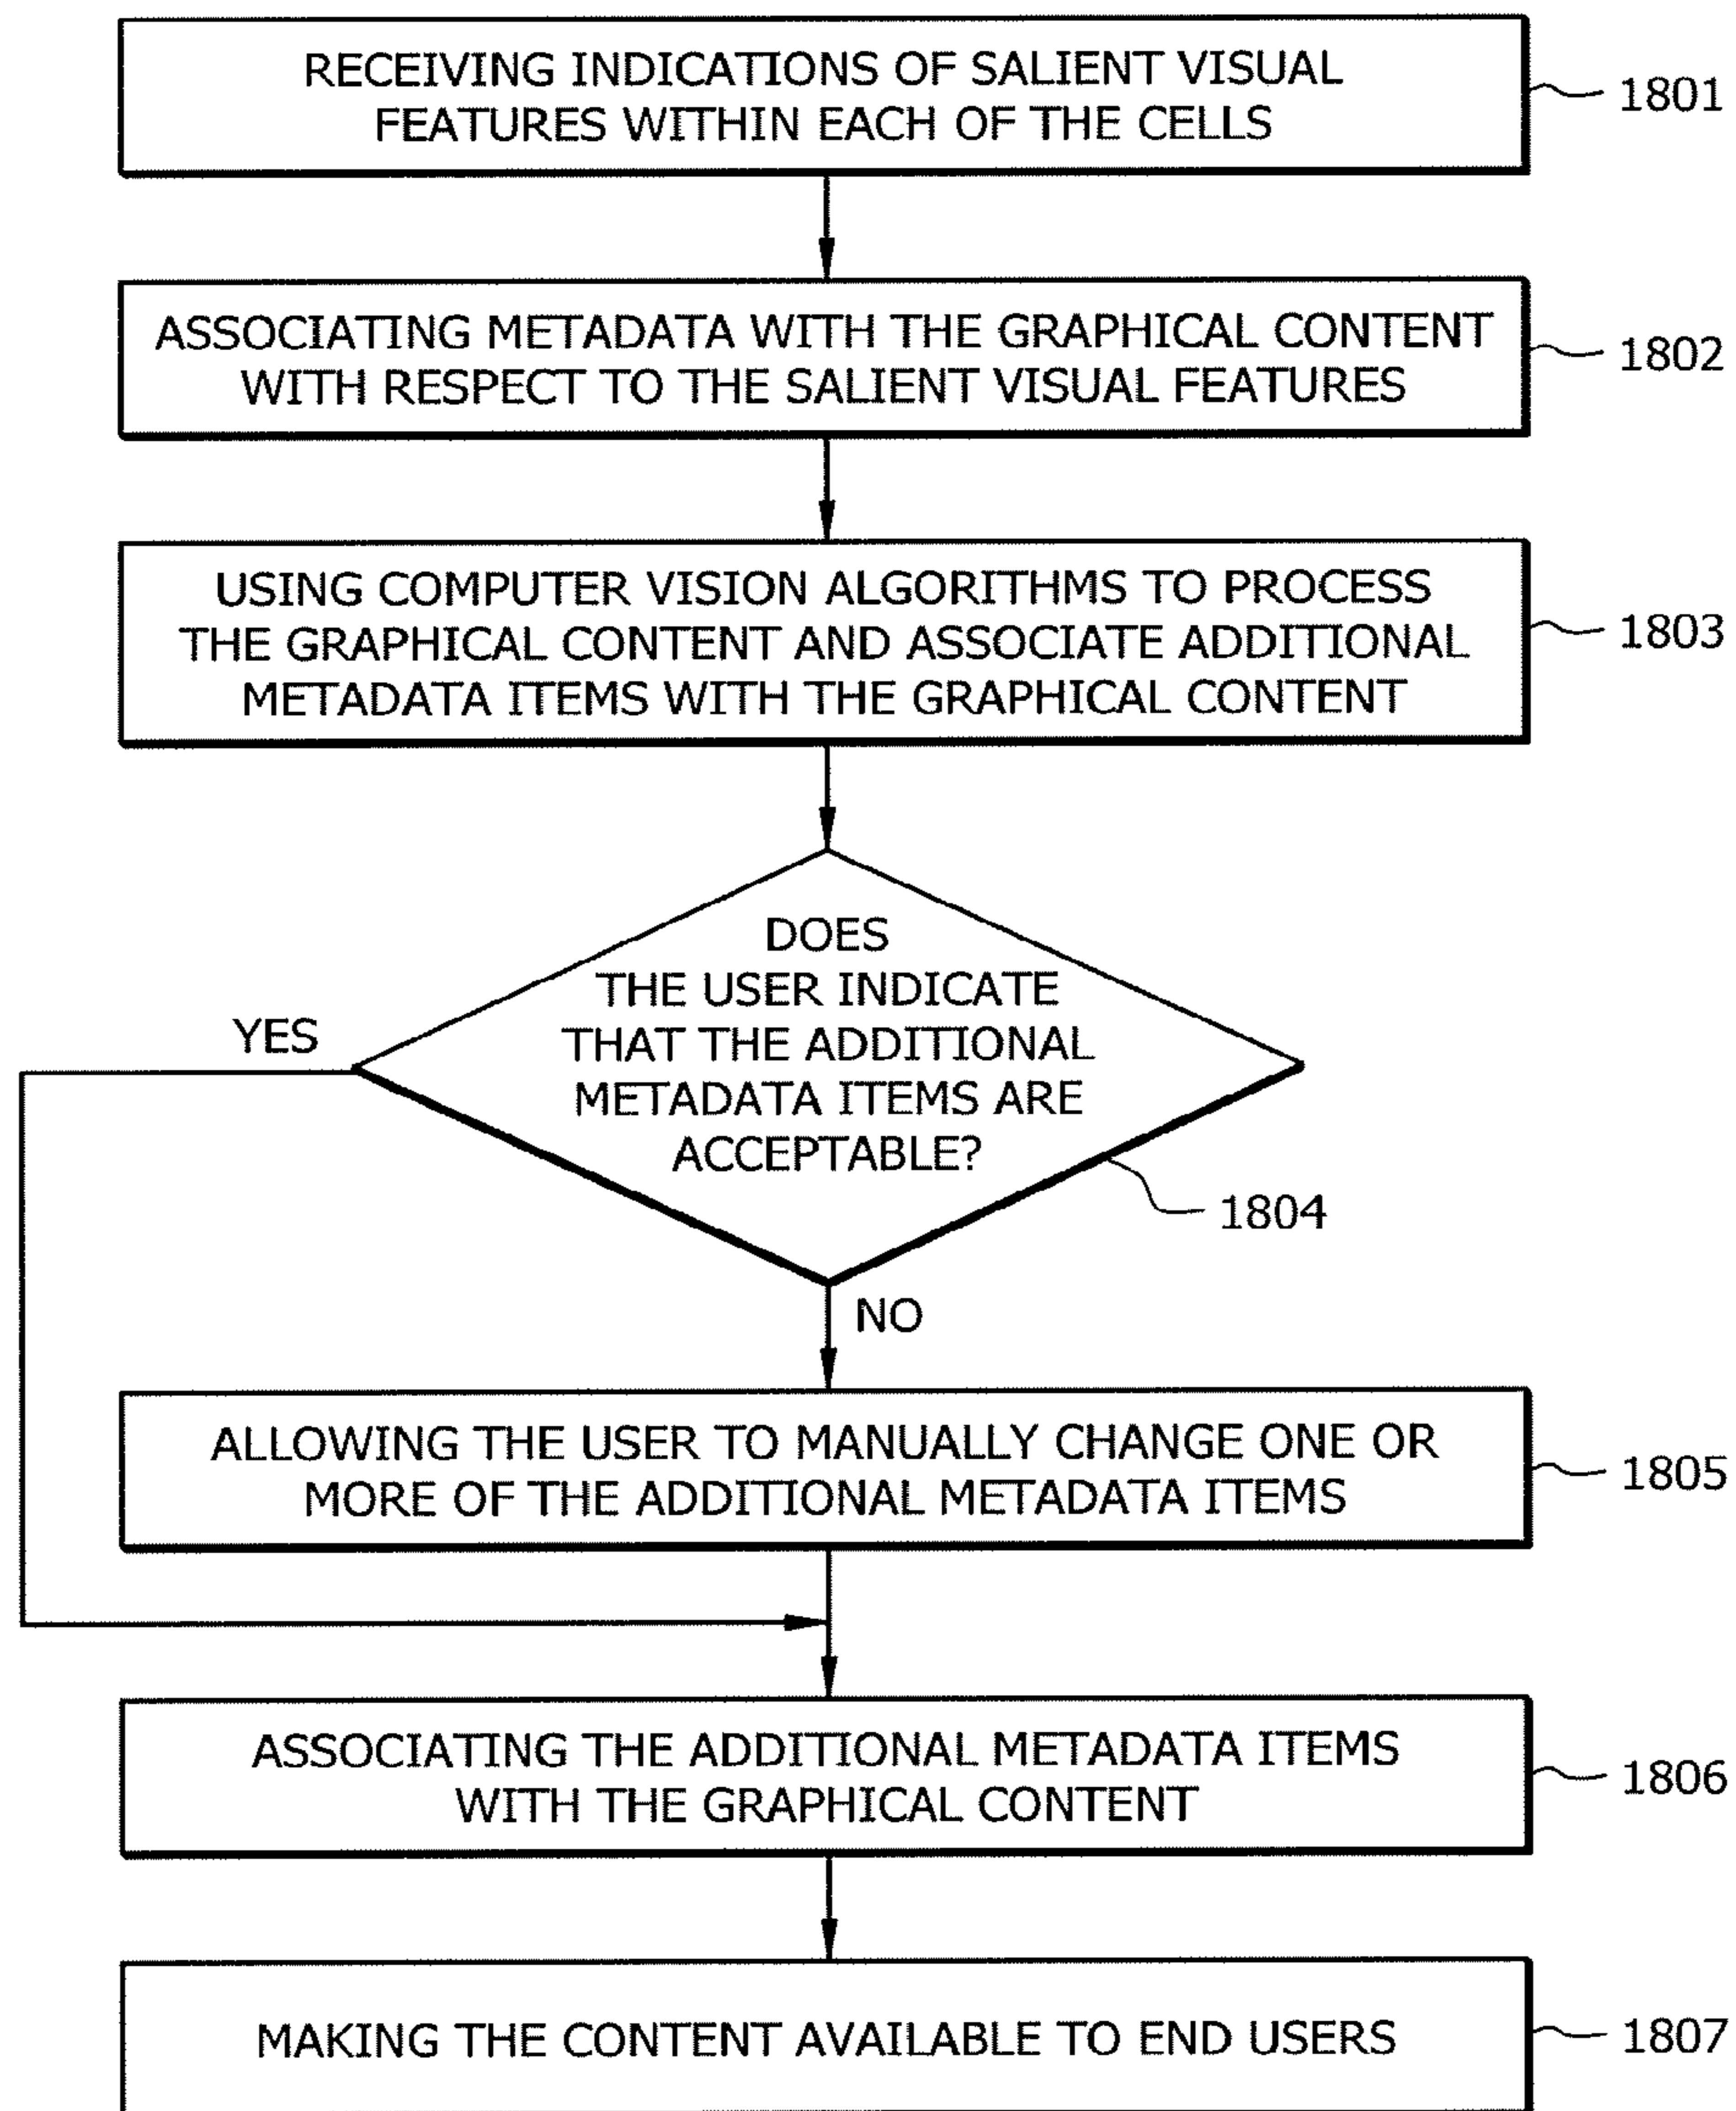 RECEIVING INDICATIONS OF SALIENT VISUAL
FEATURES WITHIN EACH OF THE CELLS
1801
ASSOCIATING METADATA WITH THE GRAPHICAL CONTENT
WITH RESPECT TO THE SALIENT VISUAL FEATURES
1802
USING COMPUTER VISION ALGORITHMS TO PROCESS
THE GRAPHICAL CONTENT AND ASSOCIATE ADDITIONAL
METADATA ITEMS WITH THE GRAPHICAL CONTENT
1803
DOES
THE USER INDICATE
THAT THE ADDITIONAL
METADATA ITEMS ARE
ACCEPTABLE?
YES
1804
NO
ALLOWING THE USER TO MANUALLY CHANGE ONE OR
MORE OF THE ADDITIONAL METADATA ITEMS
1805
ASSOCIATING THE ADDITIONAL METADATA ITEMS
WITH THE GRAPHICAL CONTENT
1806
MAKING THE CONTENT AVAILABLE TO END USERS
1807